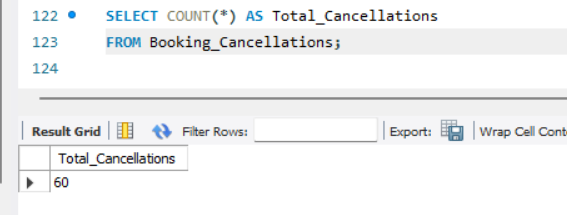 122 SELECT COUNT(*) AS Total_Cancellations
123 FROM Booking_Cancellations;
124
Result Grid Filter Rows: Export: Wrap Cell Conte
Total_Cancellations
60